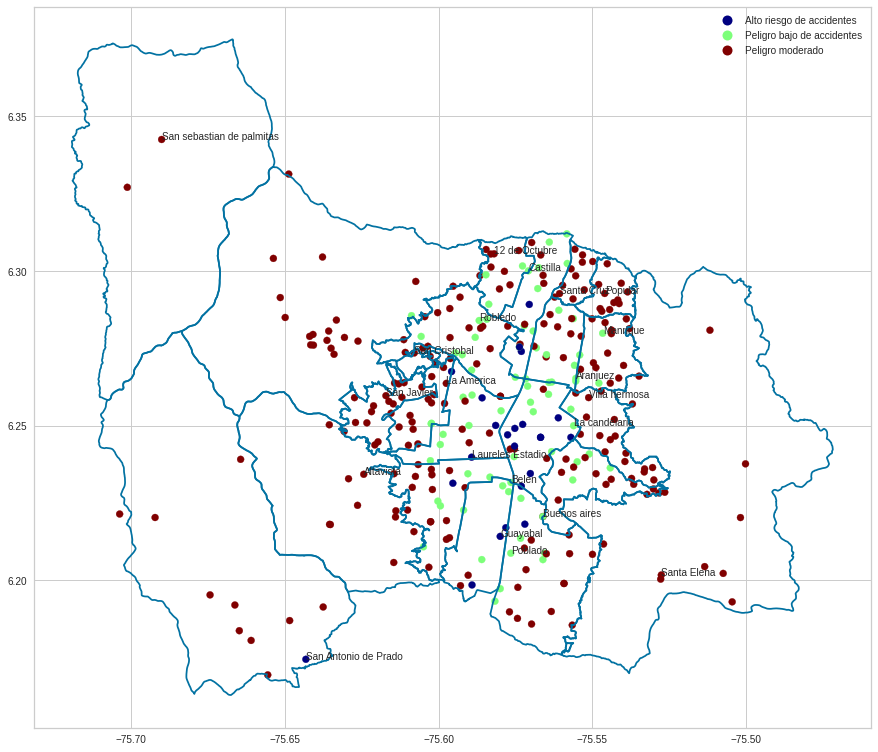 Alto riesgo de accidentes
Peligro bajo de accidentes
Peligro moderado
6.35
6.30
6.25
6.20
San sebastian de palmitas
12 de Octubre
Castilla
Santa Cruz
Popular
Robledo
Manrique
San Cristobal
La America
Aranjuez
San Javier
Villa hermosa
La candelaria
Laureles Estadio
Altavista
Belen
Buenos aires
Guayabal
Poblado
Santa Elena
San Antonio de Prado
−75.70
−75.65
−75.60
−75.55
−75.50